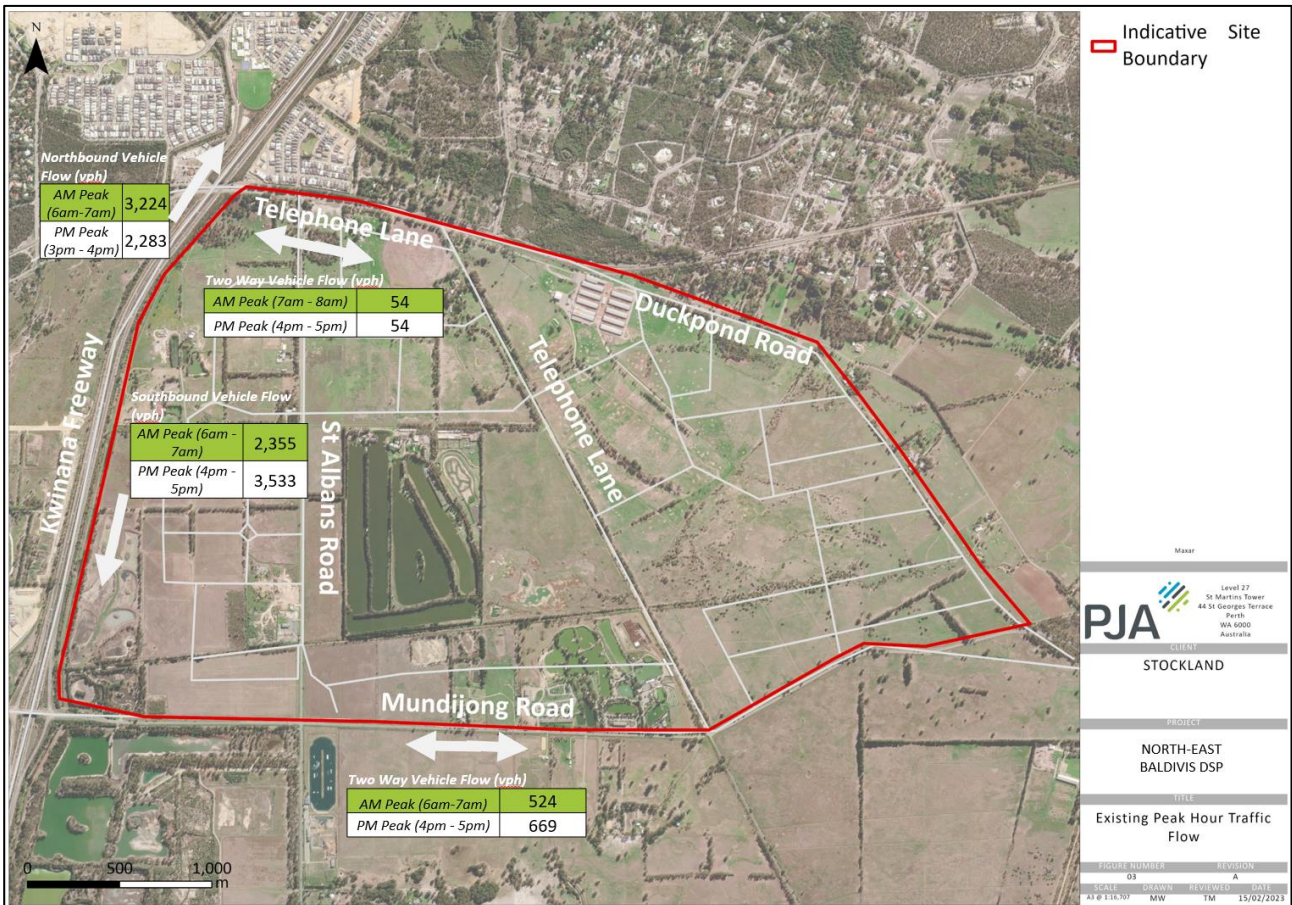 N
Northbound Vehicle
Flow (vph)
AM Peak
(6am-7am)
3,224
PM Peak
(3pm - 4pm)
2,283
Telephone Lane
Two Way Vehicle Flow (vph)
AM Peak (7am - 8am)
54
PM Peak (4pm - 5pm)
54
Duckpond Road
Telephone Lane
Kwinana Freeway
Southbound Vehicle Flow
(vph)
AM Peak (6am -
7am)
2,355
PM Peak (4pm -
5pm)
3,533
St Albans Road
Mundijong Road
Two Way Vehicle Flow (vph)
AM Peak (6am-7am)
524
PM Peak (4pm - 5pm)
669
0 500 1,000
m
Indicative Site
Boundary
Maxar
PJA
Level 27
St Martins Tower
44 St Georges Terrace
Perth
WA 6000
Australia
CLIENT
STOCKLAND
PROJECT
NORTH-EAST
BALDIVIS DSP
TITLE
Existing Peak Hour Traffic
Flow
FIGURE NUMBER REVISION
03 A
SCALE DRAWN REVIEWED DATE
A3 @ 1:16,707 MW TM 15/02/2023